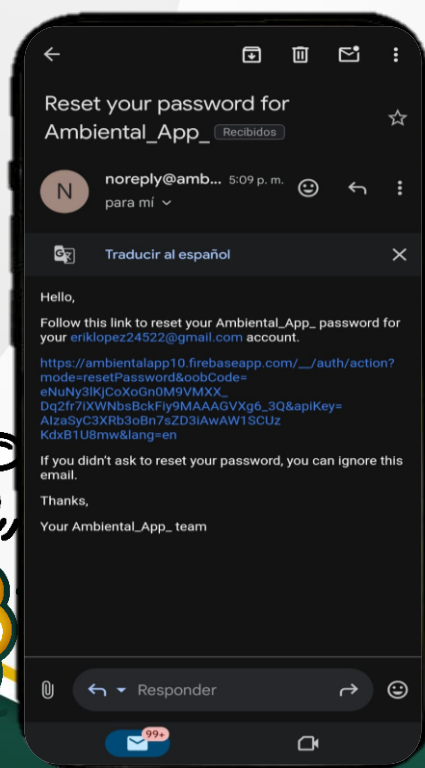 Reset your password for
Ambiental_App_ Recibidos
N
noreply@amb... 5:09 p. m.
para mí
Traducir al español
Hello,
Follow this link to reset your Ambiental_App_ password for
your eriklopez24522@gmail.com account.
https://ambientalapp10.firebaseapp.com/__/auth/action?
mode=resetPassword&oobCode=
eNuNy3lKjCoXoGn0M9VMXX_
Dq2fr7iXWNbsBckFiy9MAAAGVXg6_3Q&apiKey=
AIzaSyC3XRb3oBn7sZD3iAwAW1SCUz
KdxB1U8mw&lang=en
If you didn't ask to reset your password, you can ignore this
email.
Thanks,
Your Ambiental_App_ team
Responder
99+